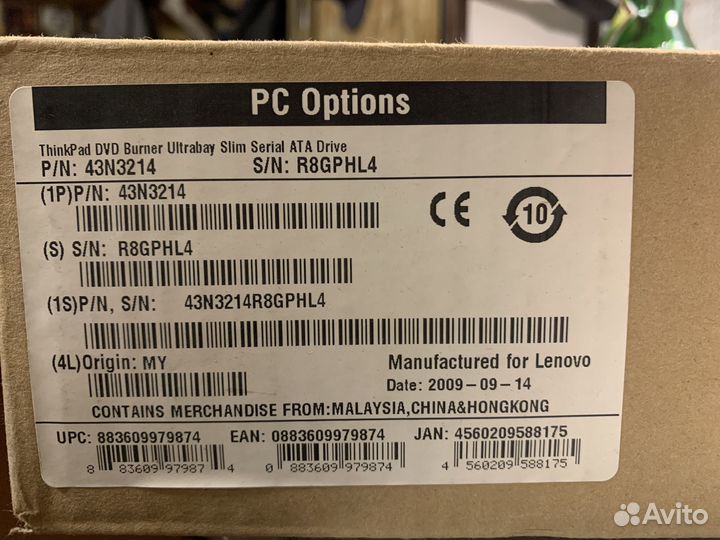 PC Options
ThinkPad DVD Burner Ultrabay Slim Serial ATA Drive
P/N: 43N3214 S/N: R8GPHL4
(1P)P/N: 43N3214
(S) S/N: R8GPHL4
10
(1S)P/N, S/N: 43N3214R8GPHL4
(4L)Origin: MY
Manufactured for Lenovo
Date: 2009-09-14
CONTAINS MERCHANDISE FROM:MALAYSIA,CHINA&HONGKONG
UPC: 883609979874 EAN: 0883609979874 JAN: 4560209588175
8 83609 97987 4 0 883609 979874 4 560209 588175
Avito